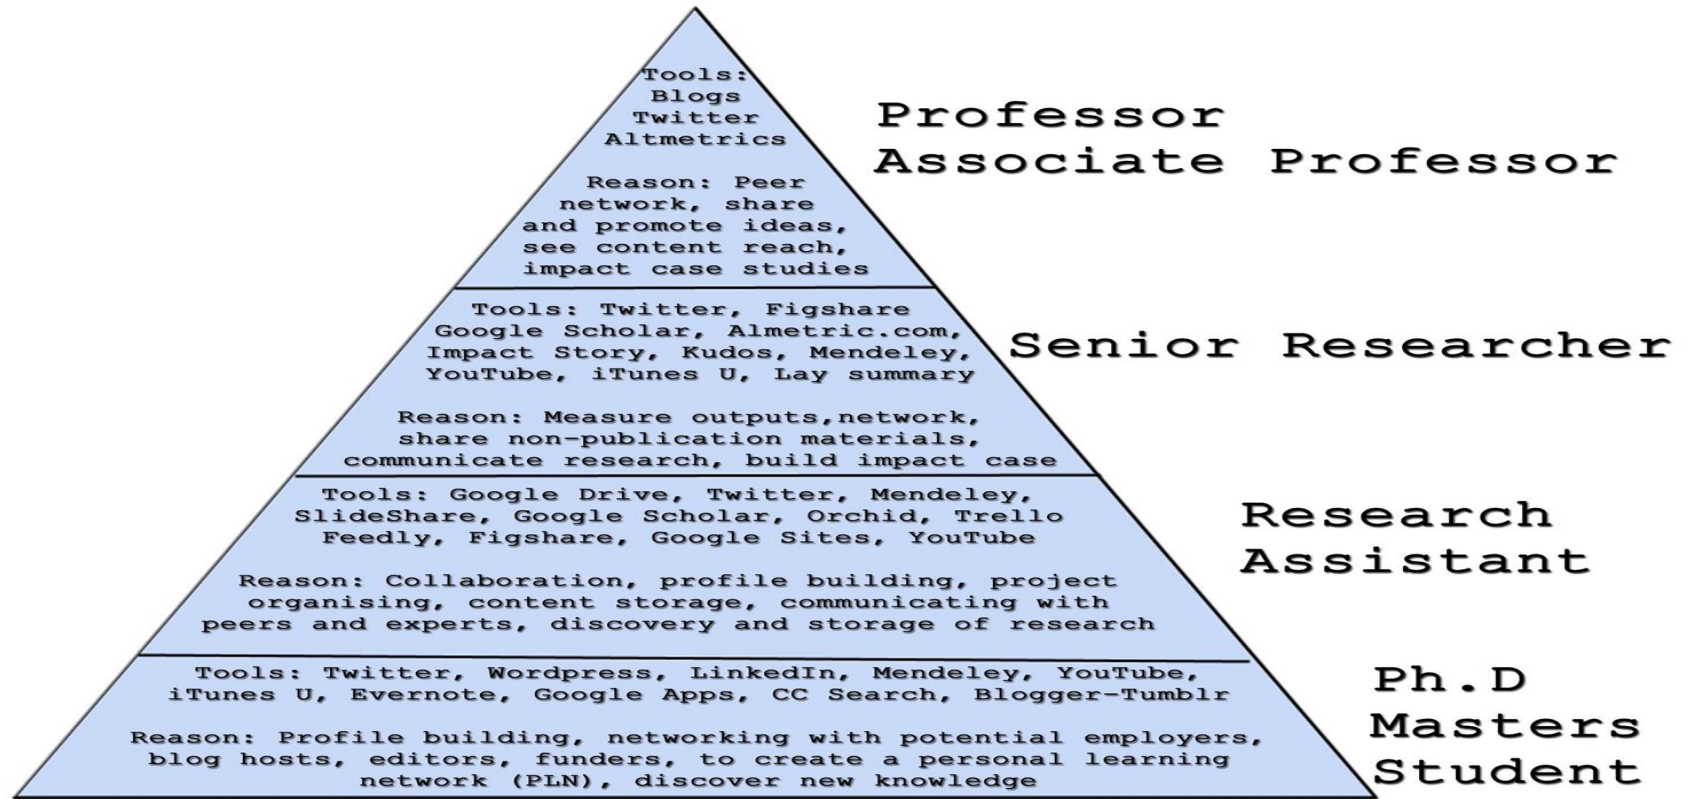 Tools:
Blogs
Twitter
Altmetrics
Reason: Peer
network, share
and promote ideas,
see content reach,
impact case studies
Professor
Associate Professor
Tools: Twitter, Figshare
Google Scholar, Almetric.com,
Impact Story, Kudos, Mendeley,
YouTube, iTunes U, Lay summary
Reason: Measure outputs,network,
share non-publication materials,
communicate research, build impact case
Senior Researcher
Tools: Google Drive, Twitter, Mendeley,
SlideShare, Google Scholar, Orchid, Trello
Feedly, Figshare, Google Sites, YouTube
Reason: Collaboration, profile building, project
organising, content storage, communicating with
peers and experts, discovery and storage of research
Research
Assistant
Tools: Twitter, Wordpress, LinkedIn, Mendeley, YouTube,
iTunes U, Evernote, Google Apps, CC Search, Blogger-Tumblr
Reason: Profile building, networking with potential employers,
blog hosts, editors, funders, to create a personal learning
network (PLN), discover new knowledge
Ph.D
Masters
Student